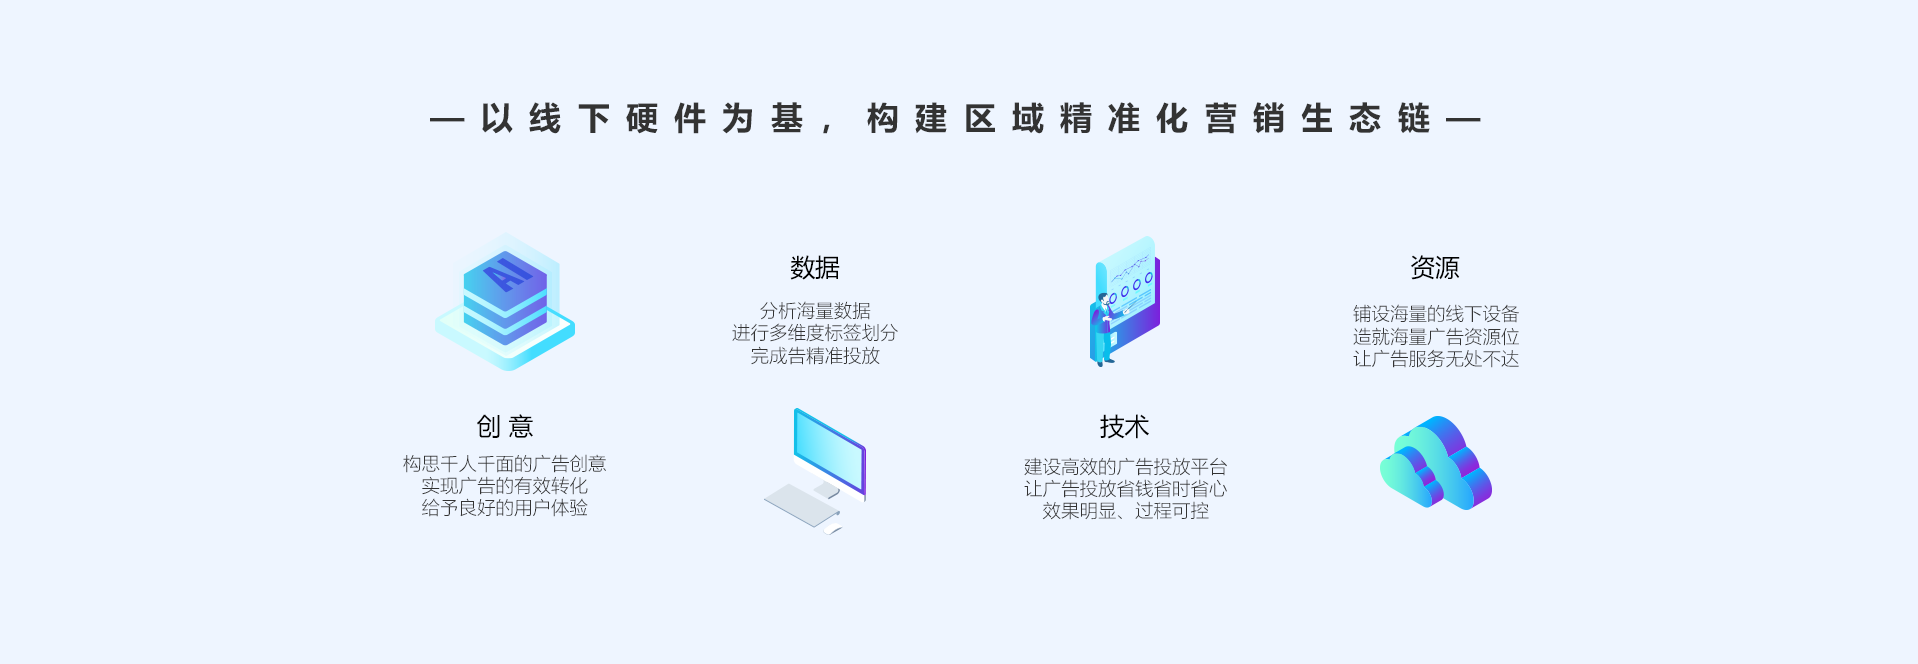 —以线下硬件为基，构建区域精准化营销生态链—
AI
数据
分析海量数据
进行多维度标签划分
完成告精准投放
资源
铺设海量的线下设备
造就海量广告资源位
让广告服务无处不达
创意
构思千人千面的广告创意
实现广告的有效转化
给予良好的用户体验
技术
建设高效的广告投放平台
让广告投放省钱省时省心
效果明显、过程可控